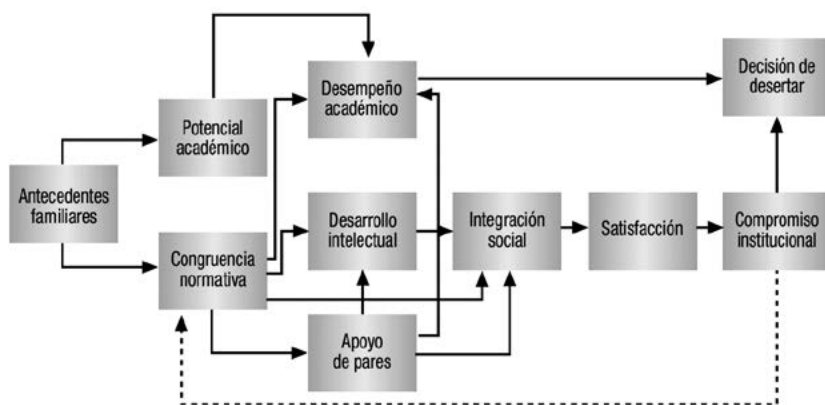 Antecedentes
familiares
Potencial
académico
Congruencia
normativa
Desempeño
académico
Desarrollo
intelectual
Apoyo
de pares
Integración
social
Satisfacción
Compromiso
institucional
Decisión de
desertar